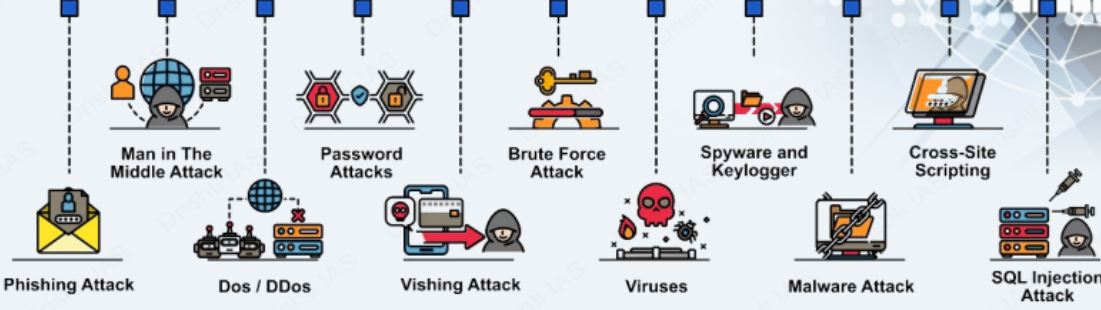 Man in The
Middle Attack
Password
Attacks
Brute Force
Attack
Spyware and
Keylogger
Cross-Site
Scripting
Phishing Attack
Dos / DDos
Vishing Attack
Viruses
Malware Attack
SQL Injection
Attack